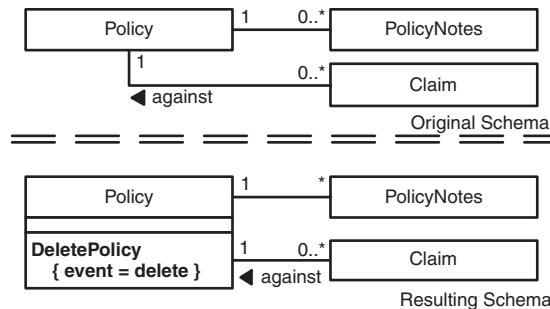 Policy
1
0..*
PolicyNotes
1
0..*
Claim
against
Original Schema
Policy
1
*
PolicyNotes
DeletePolicy
{ event = delete }
1
0..*
Claim
against
Resulting Schema